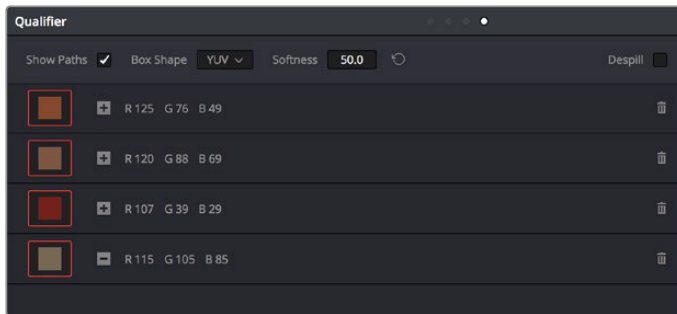 Qualifier
Show Paths Box Shape YUV Softness 50.0 Despill
R 125 G 76 B 49
R 120 G 88 B 69
R 107 G 39 B 29
R 115 G 105 B 85